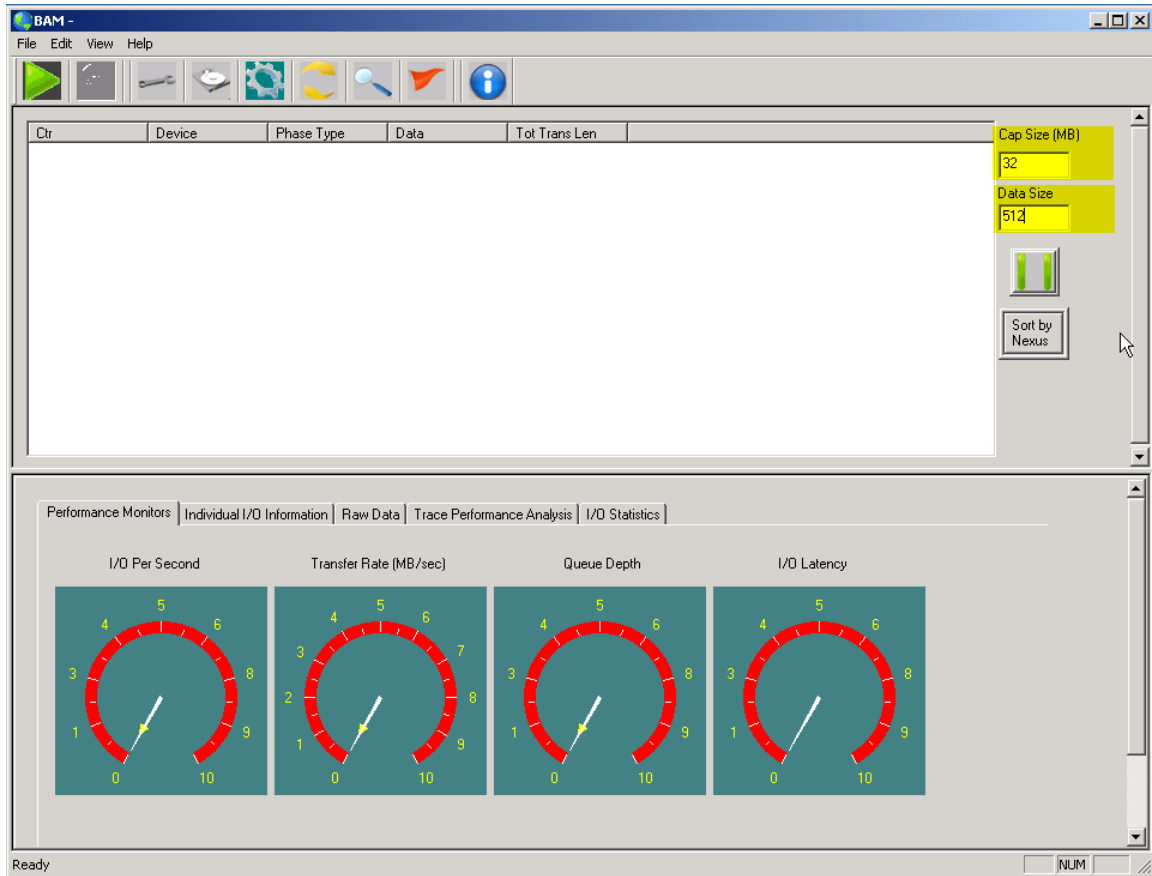 BAM -
File Edit View Help
Ctr Device Phase Type Data Tot Trans Len
Cap Size (MB)
32
Data Size
512
Sort by
Nexus
Performance Monitors Individual I/O Information Raw Data Trace Performance Analysis I/O Statistics
I/O Per Second Transfer Rate (MB/sec) Queue Depth I/O Latency
0 1 3 4 5 6 8 9 10
0 1 2 3 4 5 6 7 8 9 10
0 1 3 4 5 6 8 9 10
0 1 3 4 5 6 8 9 10
Ready NUM